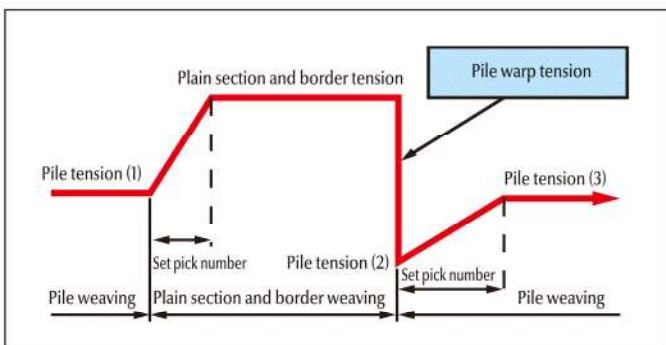 Plain section and border tension
Pile warp tension
Pile tension (1)
Pile tension (3)
Set pick number
Pile tension (2)
Set pick number
Pile weaving
Plain section and border weaving
Pile weaving